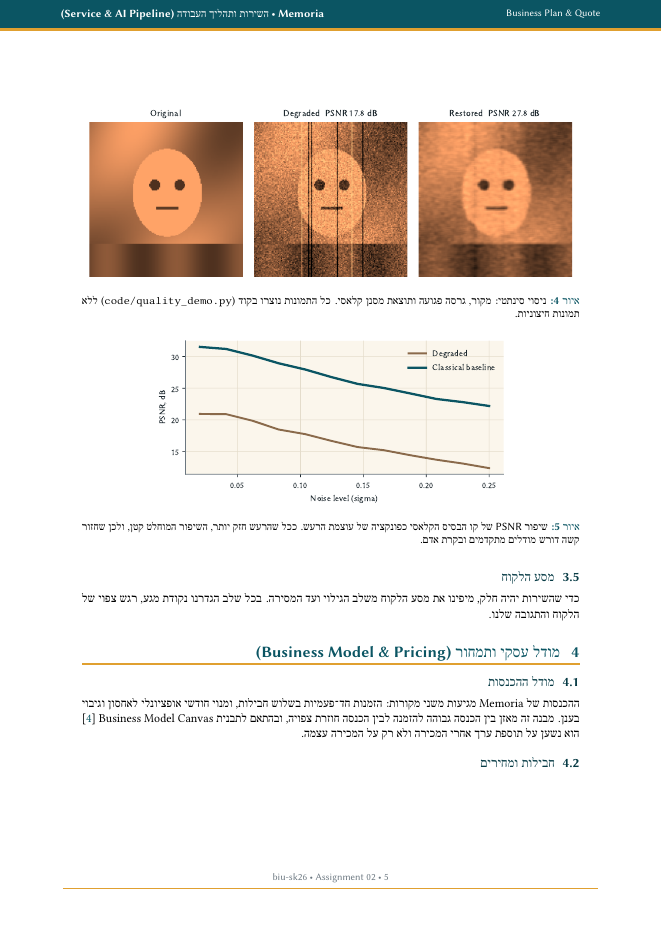 Memoria • השירות ותהליך העבודה (Service & AI Pipeline)
Business Plan & Quote
Original
Degraded PSNR 17.8 dB
Restored PSNR 27.8 dB
איור 4: ניסוי סינתטי: מקור, גרסה פגועה ותוצאת מסנן קלאסי. כל התמונות נוצרו בקוד (code/quality_demo.py) ללא
תמונות חיצוניות.
Degraded
Classical baseline
PSNR, dB
30
25
20
15
0.05 0.10 0.15 0.20 0.25
Noise level (sigma)
איור 5: שיפור PSNR של קו הבסיס הקלאסי כפונקציה של עוצמת הרעש. ככל שהרעש חזק יותר, השיפור המוחלט קטן, ולכן שחזור
קשה דורש מודלים מתקדמים ובקרת אדם.
3.5 מסע הלקוח
כדי שהשירות יהיה חלק, מיפינו את מסע הלקוח משלב הגילוי ועד המסירה. בכל שלב הגדרנו נקודת מגע, רגש צפוי של
הלקוח והתגובה שלנו.
4 מודל עסקי ותמחור (Business Model & Pricing)
4.1 מודל ההכנסות
ההכנסות של Memoria מגיעות משני מקורות: הזמנות חד־פעמיות בשלוש חבילות, ומנוי חודשי אופציונלי לאחסון וגיבוי
בענן. מבנה זה מאזן בין הכנסה גבוהה להזמנה לבין הכנסה חוזרת צפויה, ובהתאם לתבנית Business Model Canvas [4]
הוא נשען על תוספת ערך אחרי המכירה ולא רק על המכירה עצמה.
4.2 חבילות ומחירים
biu-sk26 • Assignment 02 • 5